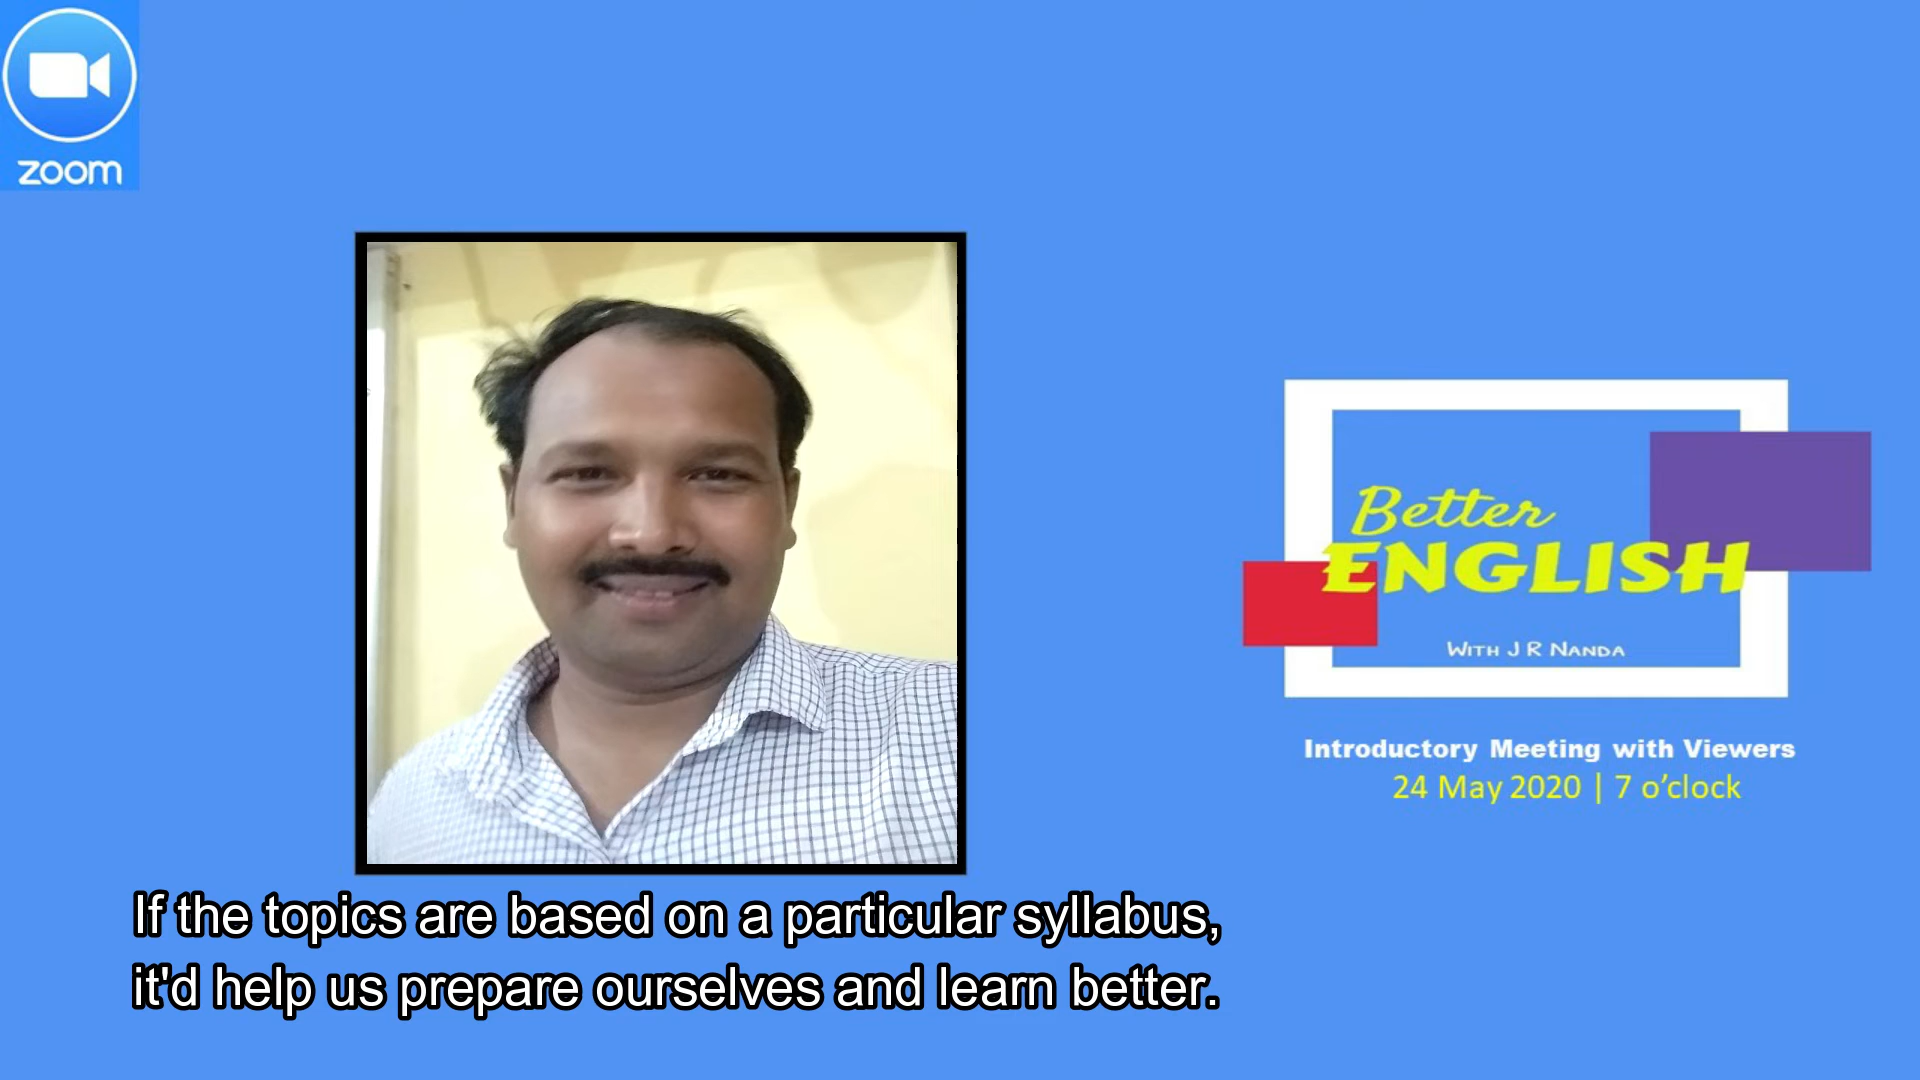 zoom
Better
ENGLISH
WITH J R NANDA
Introductory Meeting with Viewers
24 May 2020 | 7 o’clock
If the topics are based on a particular syllabus,
it'd help us prepare ourselves and learn better.